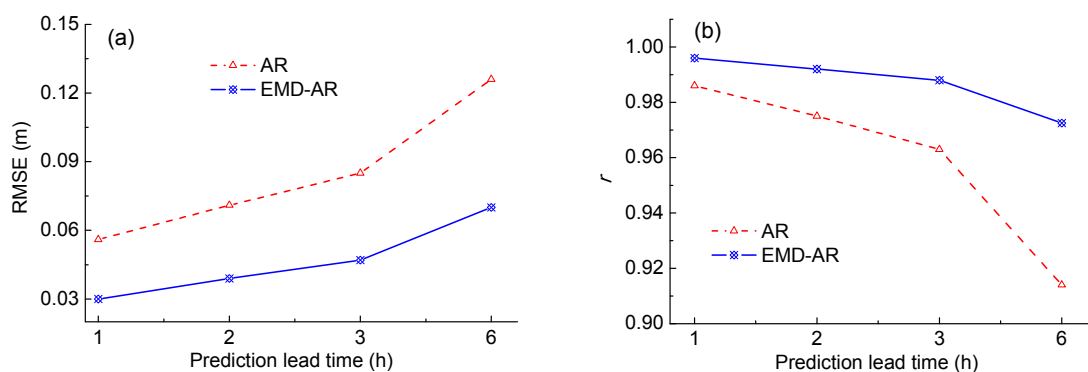 (a)
AR
EMD-AR
RMSE (m)
0.15
0.12
0.09
0.06
0.03
1 2 3 6
Prediction lead time (h)
(b)
AR
EMD-AR
r
1.00
0.98
0.96
0.94
0.92
0.90
1 2 3 6
Prediction lead time (h)